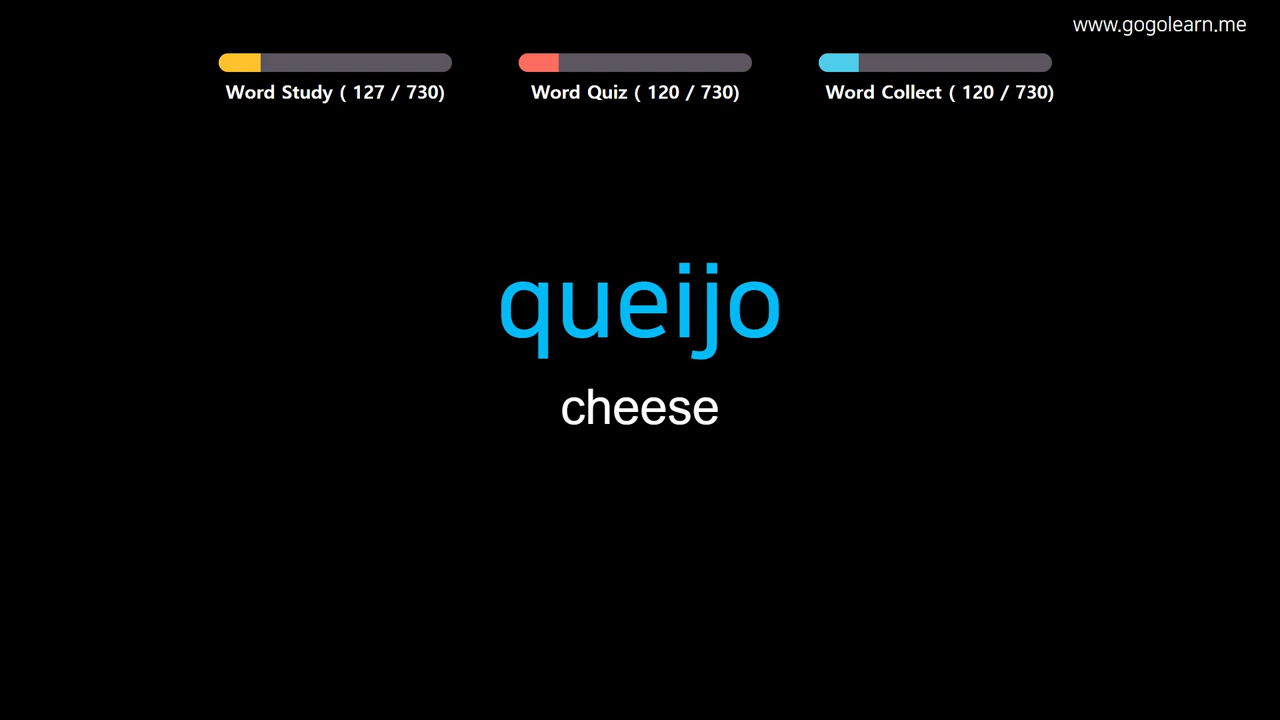 www.gogolearn.me
Word Study ( 127 / 730)
Word Quiz ( 120 / 730)
Word Collect ( 120 / 730)
queijo
cheese